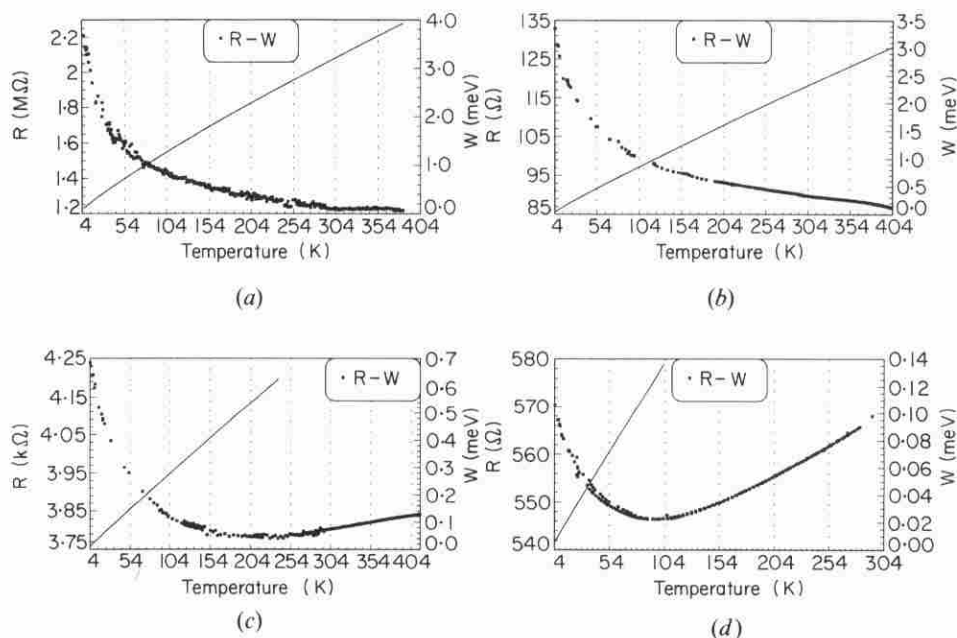 2·2
2
1·8
1·6
1·4
1·2
R (MΩ)
R-W
4·0
3·0
2·0
1·0
0·0
W (meV)
4 54 104 154 204 254 304 354 404
Temperature (K)
(a)
135
125
115
105
95
85
R (Ω)
R-W
3·5
3·0
2·5
2·0
1·5
1·0
0·5
0·0
W (meV)
4 54 104 154 204 254 304 354 404
Temperature (K)
(b)
4·25
4·15
4·05
3·95
3·85
3·75
R (kΩ)
R-W
0·7
0·6
0·5
0·4
0·3
0·2
0·1
0·0
W (meV)
4 54 104 154 204 254 304 354 404
Temperature (K)
(c)
580
570
560
550
540
R (Ω)
R-W
0·14
0·12
0·10
0·08
0·06
0·04
0·02
0·00
W (meV)
4 54 104 154 204 254 304
Temperature (K)
(d)